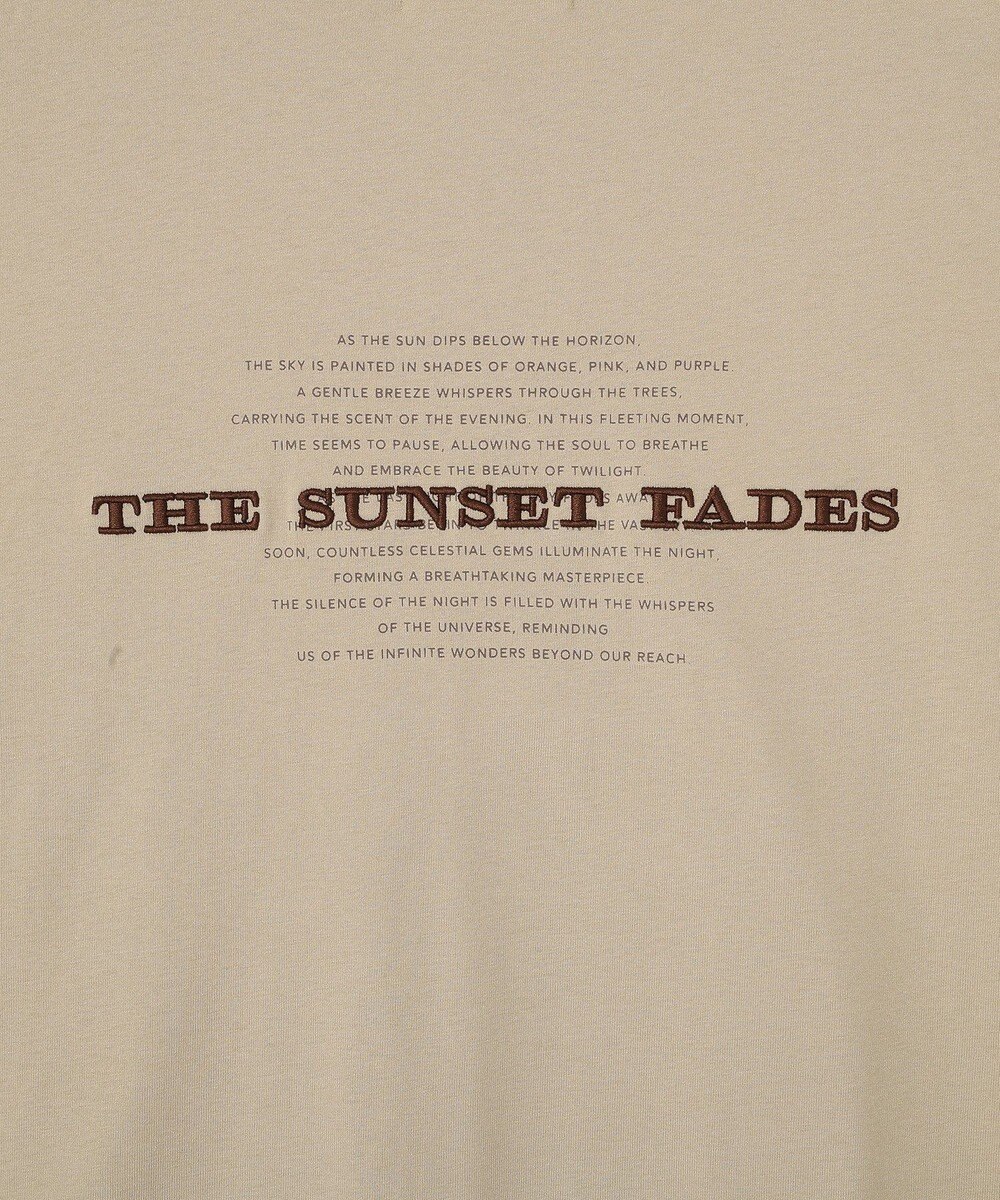 AS THE SUN DIPS BELOW THE HORIZON,
THE SKY IS PAINTED IN SHADES OF ORANGE, PINK, AND PURPLE.
A GENTLE BREEZE WHISPERS THROUGH THE TREES,
CARRYING THE SCENT OF THE EVENING. IN THIS FLEETING MOMENT,
TIME SEEMS TO PAUSE, ALLOWING THE SOUL TO BREATHE
AND EMBRACE THE BEAUTY OF TWILIGHT.
THE SUNSET FADES
SOON, COUNTLESS CELESTIAL GEMS ILLUMINATE THE NIGHT,
FORMING A BREATHTAKING MASTERPIECE.
THE SILENCE OF THE NIGHT IS FILLED WITH THE WHISPERS
OF THE UNIVERSE, REMINDING
US OF THE INFINITE WONDERS BEYOND OUR REACH.